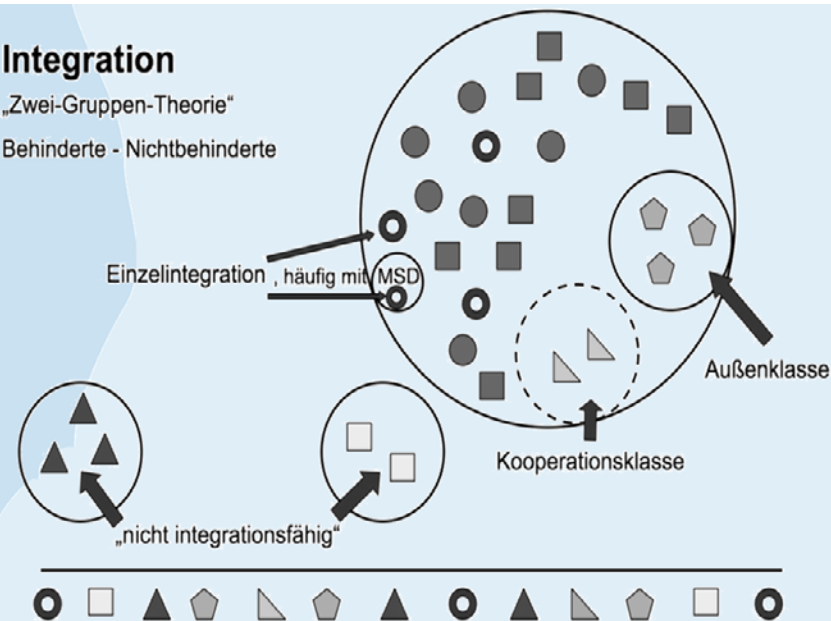 Integration
„Zwei-Gruppen-Theorie“
Behinderte - Nichtbehinderte
Einzelintegration , häufig mit MSD
Außenklasse
Kooperationsklasse
„nicht integrationsfähig“